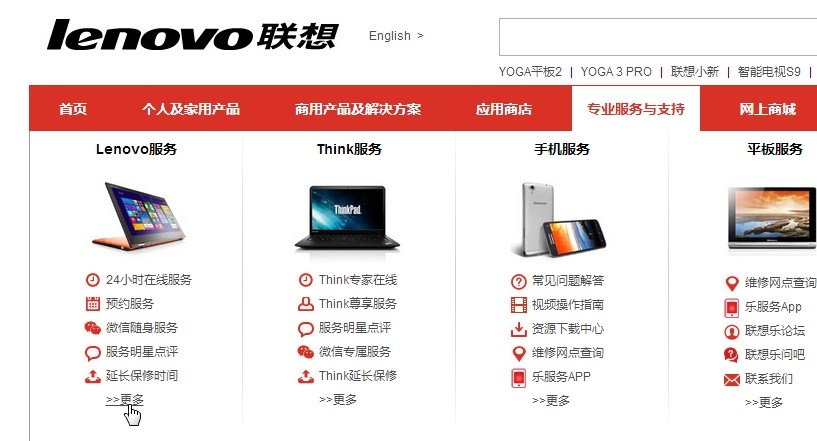 lenovo联想
English >
YOGA平板2 | YOGA 3 PRO | 联想小新 | 智能电视S9 |
首页 个人及家用产品 商用产品及解决方案 应用商店 专业服务与支持 网上商城
Lenovo服务
24小时在线服务
预约服务
微信随身服务
服务明星点评
延长保修时间
>>更多
Think服务
ThinkPad
Think专家在线
Think尊享服务
服务明星点评
微信专属服务
Think延长保修
>>更多
手机服务
常见问题解答
视频操作指南
资源下载中心
维修网点查询
乐服务APP
>>更多
平板服务
维修网点查询
乐服务App
联想乐论坛
联想乐问吧
联系我们
>>更多